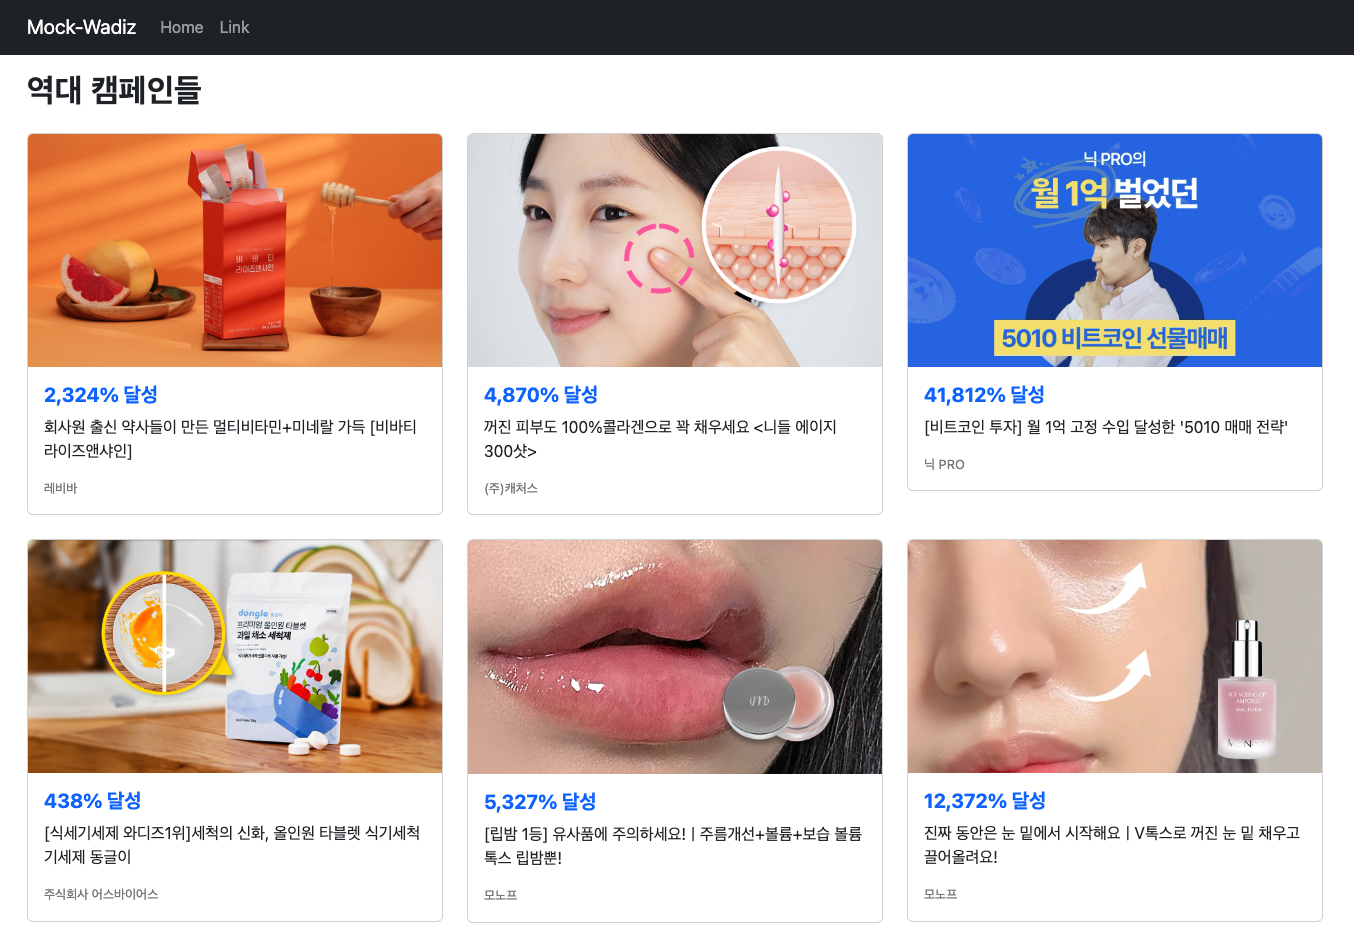 Mock-Wadiz Home Link
역대 캠페인들
비 바 티
라이즈앤샤인
닉 PRO의
월 1억 벌었던
5010 비트코인 선물매매
2,324% 달성
회사원 출신 약사들이 만든 멀티비타민+미네랄 가득 [비바티
라이즈앤샤인]
레비바
4,870% 달성
꺼진 피부도 100%콜라겐으로 꽉 채우세요 <니들 에이지
300샷>
(주)캐처스
41,812% 달성
[비트코인 투자] 월 1억 고정 수입 달성한 '5010 매매 전략'
닉 PRO
dongle
프리미엄 올인원 타블렛
과일 채소 세척제
m
438% 달성
[식세기세제 와디즈1위]세척의 신화, 올인원 타블렛 식기세척
기세제 동글이
주식회사 어스바이어스
5,327% 달성
[립밤 1등] 유사품에 주의하세요! | 주름개선+볼륨+보습 볼륨
톡스 립밤뿐!
모노프
12,372% 달성
진짜 동안은 눈 밑에서 시작해요 | V톡스로 꺼진 눈 밑 채우고
끌어올려요!
모노프